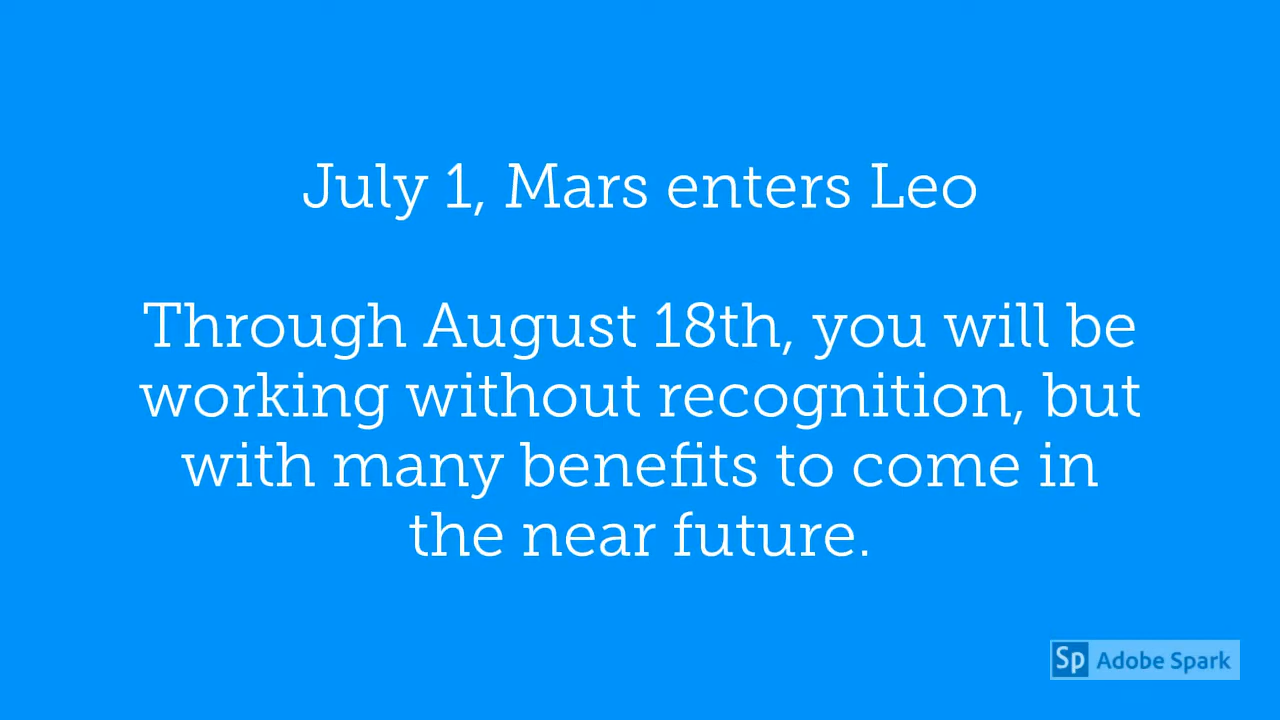 July 1, Mars enters Leo
Through August 18th, you will be
working without recognition, but
with many benefits to come in
the near future.
Sp Adobe Spark